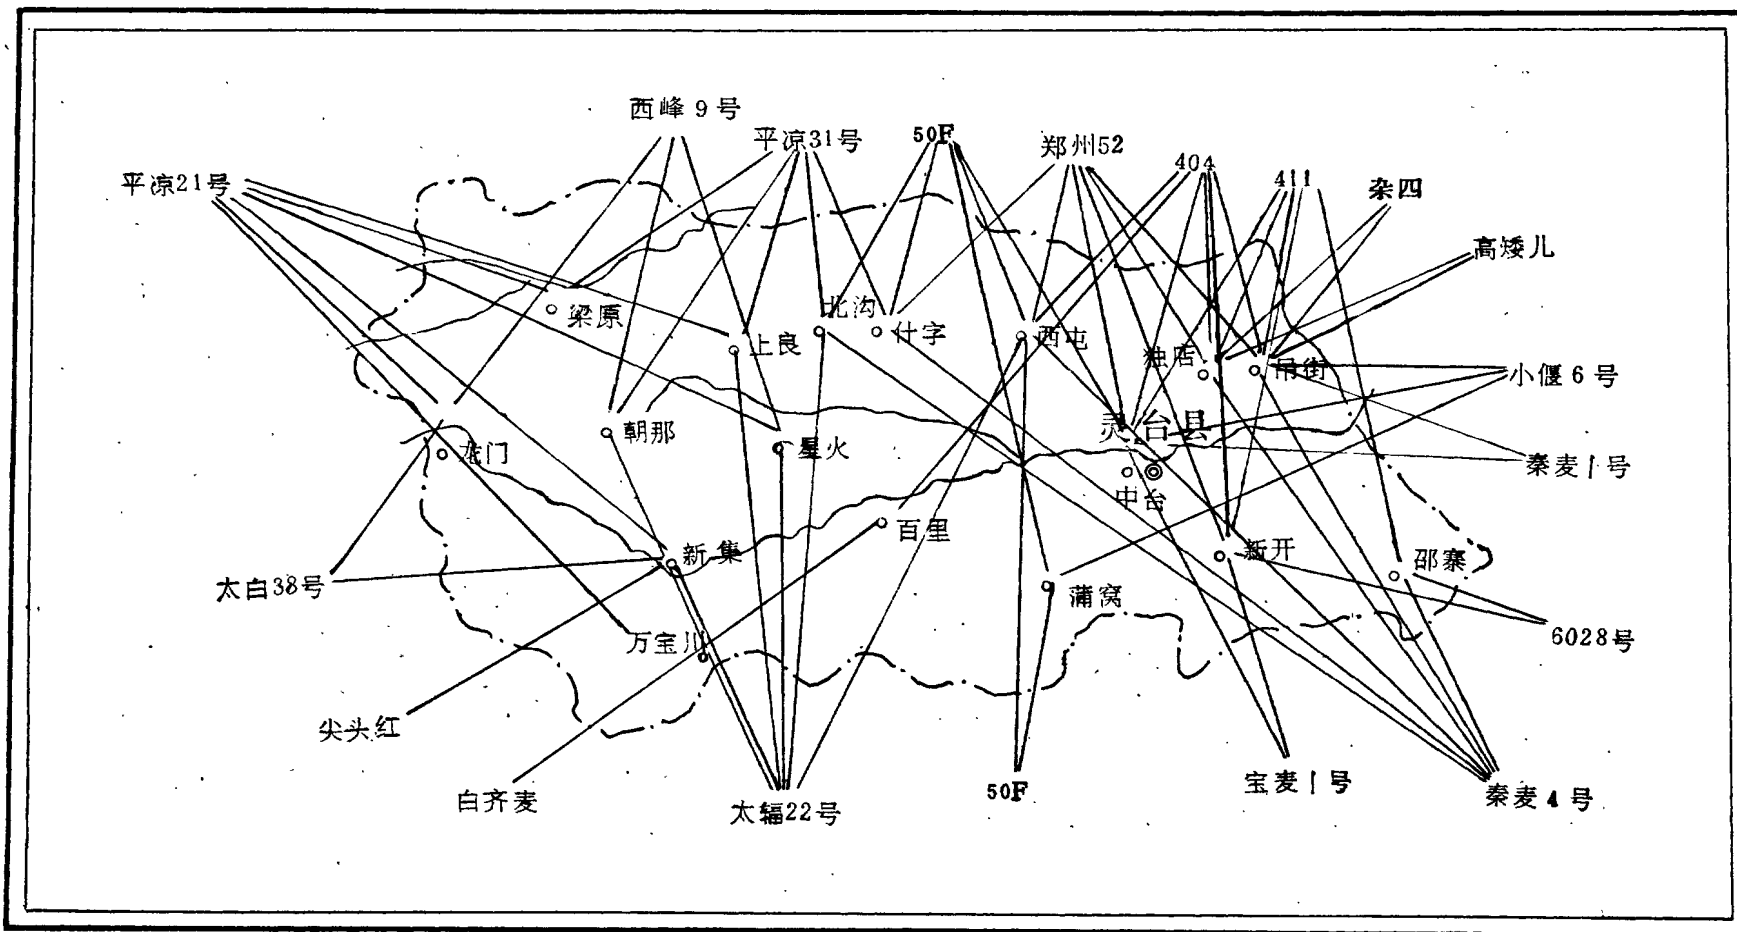 西峰9号
平凉31号
50F
郑州52
404
411
杂四
平凉21号
高矮儿
梁原
上良
北沟
什字
西屯
独店
吊街
小偃6号
朝那
龙门
星火
灵台县
秦麦1号
中台
百里
新集
新开
邵寨
太白38号
蒲窝
万宝川
6028号
尖头红
白齐麦
太辐22号
50F
宝麦1号
秦麦4号